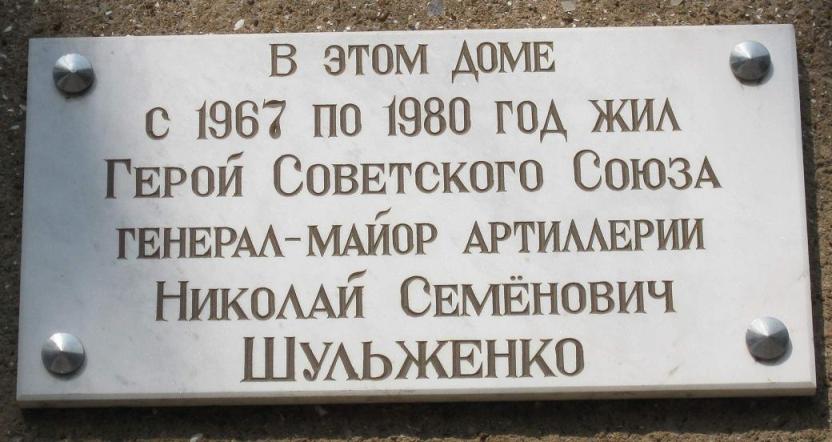 В ЭТОМ ДОМЕ
С 1967 ПО 1980 ГОД ЖИЛ
ГЕРОЙ СОВЕТСКОГО СОЮЗА
ГЕНЕРАЛ-МАЙОР АРТИЛЛЕРИИ
НИКОЛАЙ СЕМЁНОВИЧ
ШУЛЬЖЕНКО